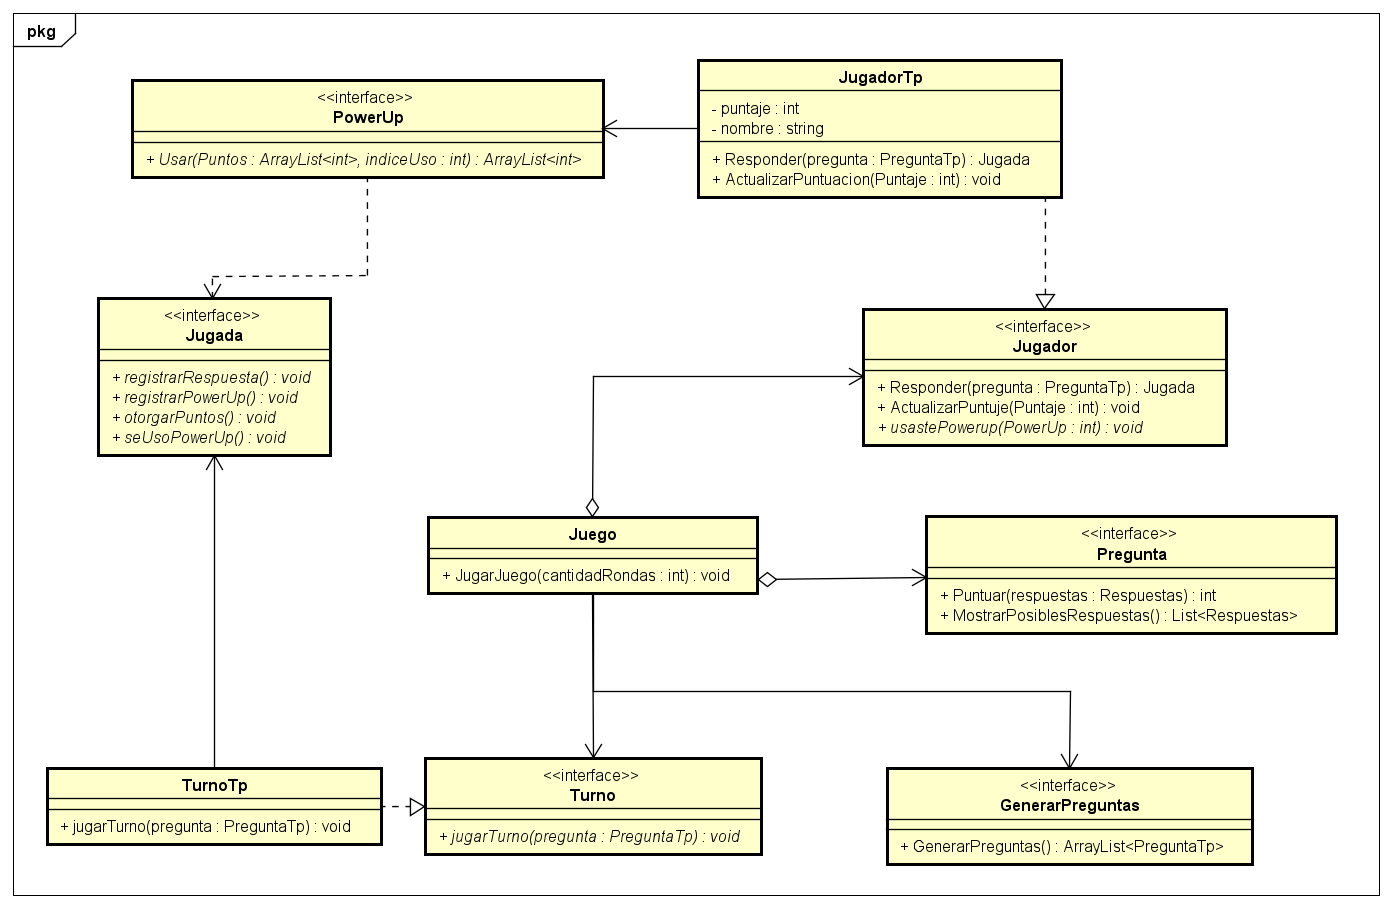 pkg
<<interface>>
PowerUp
+ Usar(Puntos : ArrayList<int>, indiceUso : int) : ArrayList<int>
JugadorTp
- puntaje : int
- nombre : string
+ Responder(pregunta : PreguntaTp) : Jugada
+ ActualizarPuntuacion(Puntaje : int) : void
<<interface>>
Jugada
+ registrarRespuesta() : void
+ registrarPowerUp() : void
+ otorgarPuntos() : void
+ seUsoPowerUp() : void
<<interface>>
Jugador
+ Responder(pregunta : PreguntaTp) : Jugada
+ ActualizarPuntuje(Puntaje : int) : void
+ usastePowerup(PowerUp : int) : void
Juego
+ JugarJuego(cantidadRondas : int) : void
<<interface>>
Pregunta
+ Puntuar(respuestas : Respuestas) : int
+ MostrarPosiblesRespuestas() : List<Respuestas>
TurnoTp
+ jugarTurno(pregunta : PreguntaTp) : void
<<interface>>
Turno
+ jugarTurno(pregunta : PreguntaTp) : void
<<interface>>
GenerarPreguntas
+ GenerarPreguntas() : ArrayList<PreguntaTp>